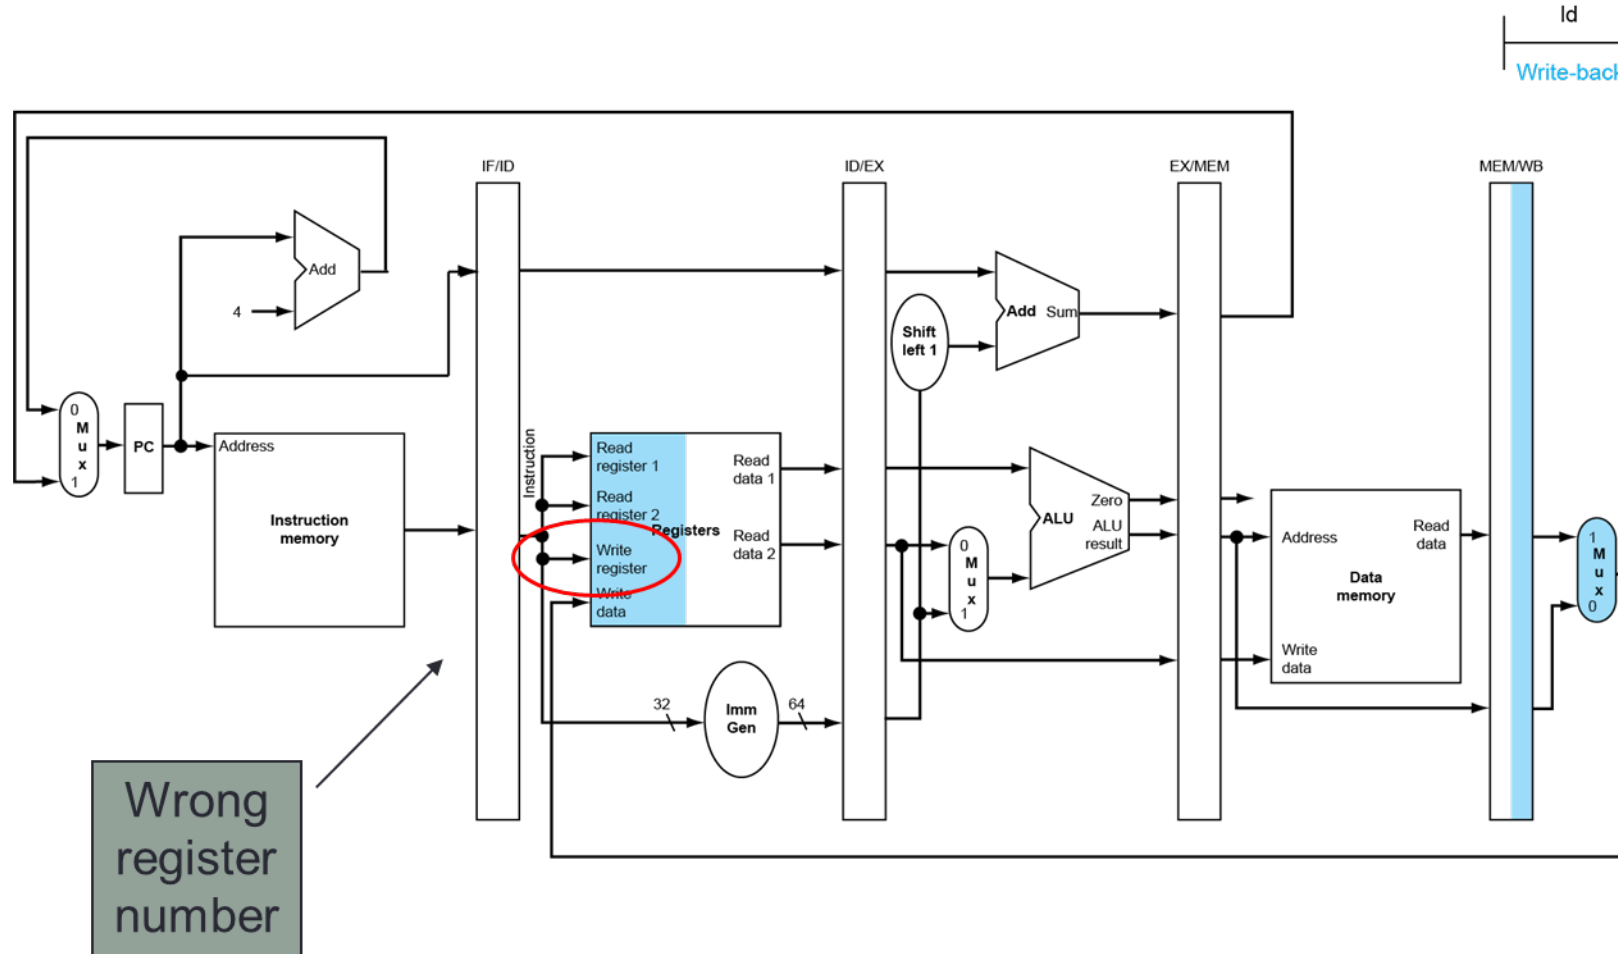 ld
Write-back
IF/ID
ID/EX
EX/MEM
MEM/WB
Add
4
Add Sum
Shift
left 1
0
M
u
x
1
PC
Address
Instruction
memory
Instruction
Read
register 1
Read
register 2
Registers
Write
register
Write
data
Read
data 1
Read
data 2
0
M
u
x
1
Zero
ALU
ALU
result
Address
Read
data
Data
memory
Write
data
1
M
u
x
0
32
Imm
Gen
64
Wrong
register
number